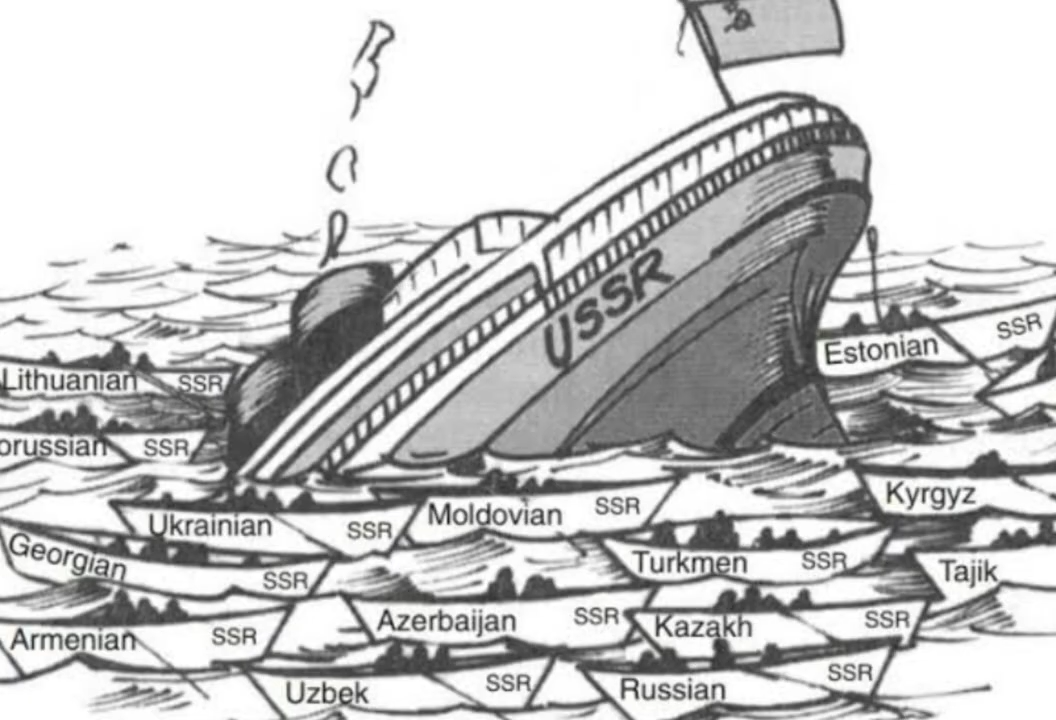 USSR
Estonian SSR
Lithuanian SSR
orussian SSR
Kyrgyz
Ukrainian SSR
Moldovian SSR
Georgian SSR
Turkmen SSR
Tajik
Armenian SSR
Azerbaijan SSR
Kazakh SSR
Uzbek SSR
Russian SSR